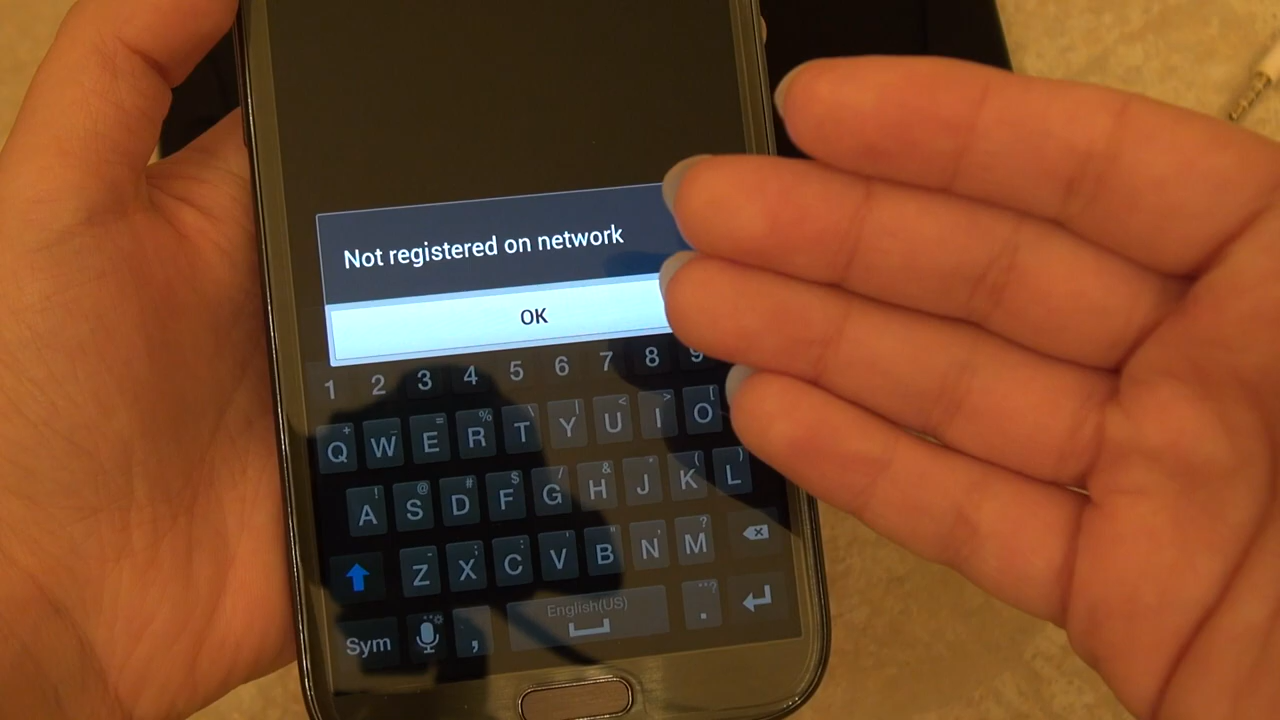 Not registered on network
OK
1 2 3 4 5 6 7 8 9
+ - = % \ | < > [
Q W E R T Y U I O
! @ # $ / & * ( )
A S D F G H J K L
- ; : ' " ?
Z X C V B N M
English(US)
Sym , .